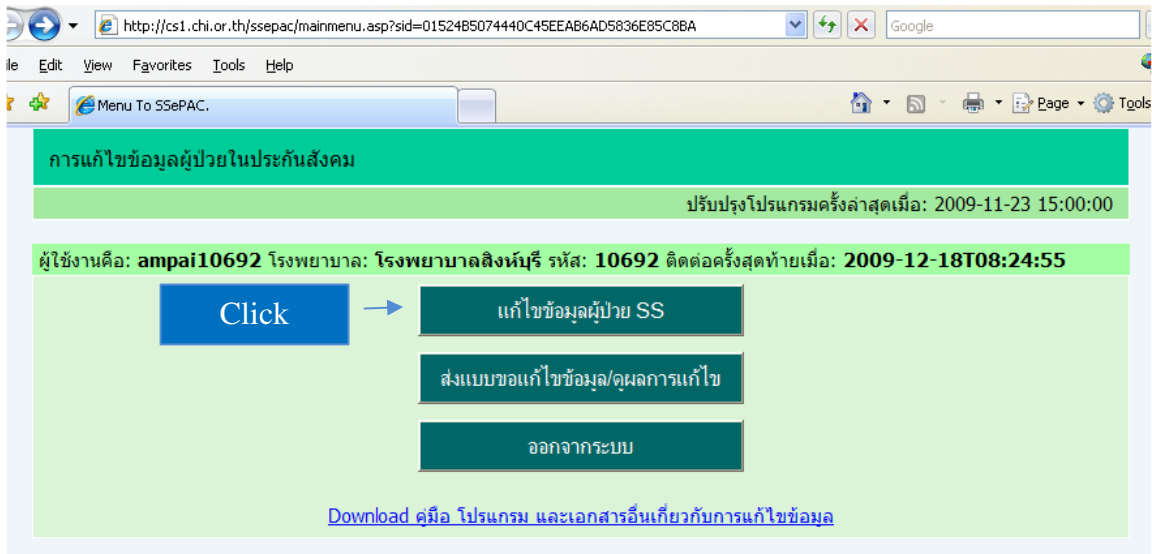 http://cs1.chi.or.th/ssepac/mainmenu.asp?sid=01524B5074440C45EEAB6AD5836E85C8BA Google
Edit View Favorites Tools Help
Menu To SSePAC. Page Tools
การแก้ไขข้อมูลผู้ป่วยในประกันสังคม
ปรับปรุงโปรแกรมครั้งล่าสุดเมื่อ: 2009-11-23 15:00:00
ผู้ใช้งานคือ: ampai10692 โรงพยาบาล: โรงพยาบาลสิงห์บุรี รหัส: 10692 ติดต่อครั้งสุดท้ายเมื่อ: 2009-12-18T08:24:55
Click แก้ไขข้อมูลผู้ป่วย SS
ส่งแบบขอแก้ไขข้อมูล/ดูผลการแก้ไข
ออกจากระบบ
Download คู่มือ โปรแกรม และเอกสารอื่นเกี่ยวกับการแก้ไขข้อมูล